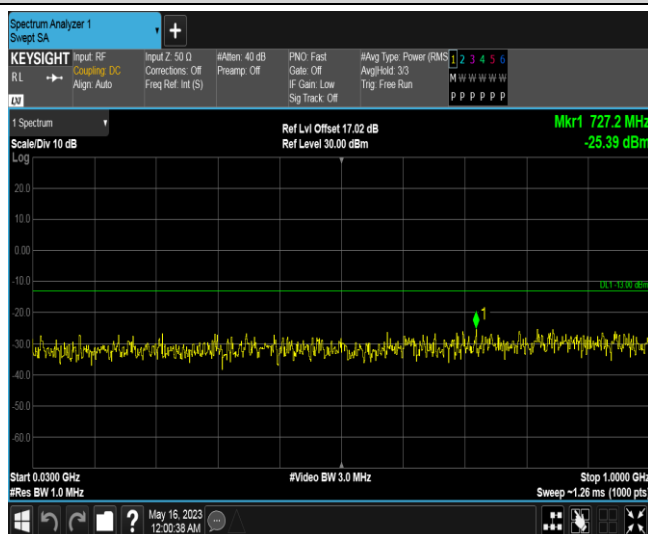 Spectrum Analyzer 1
Swept SA
+
KEYSIGHT
RL
LXI
Input: RF
Coupling: DC
Align: Auto
Input Z: 50 Ω
Corrections: Off
Freq Ref: Int (S)
#Atten: 40 dB
Preamp: Off
PNO: Fast
Gate: Off
IF Gain: Low
Sig Track: Off
#Avg Type: Power (RMS
Avg|Hold: 3/3
Trig: Free Run
1 2 3 4 5 6
M W W W W W
P P P P P P
1 Spectrum
Scale/Div 10 dB
Log
Ref Lvl Offset 17.02 dB
Ref Level 30.00 dBm
Mkr1 727.2 MHz
-25.39 dBm
20.0
10.0
0.00
-10.0
-20.0
-30.0
-40.0
-50.0
-60.0
DL1 -13.00 dBm
1
Start 0.0300 GHz
#Res BW 1.0 MHz
#Video BW 3.0 MHz
Stop 1.0000 GHz
Sweep ~1.26 ms (1000 pts)
?
May 16, 2023
12:00:38 AM